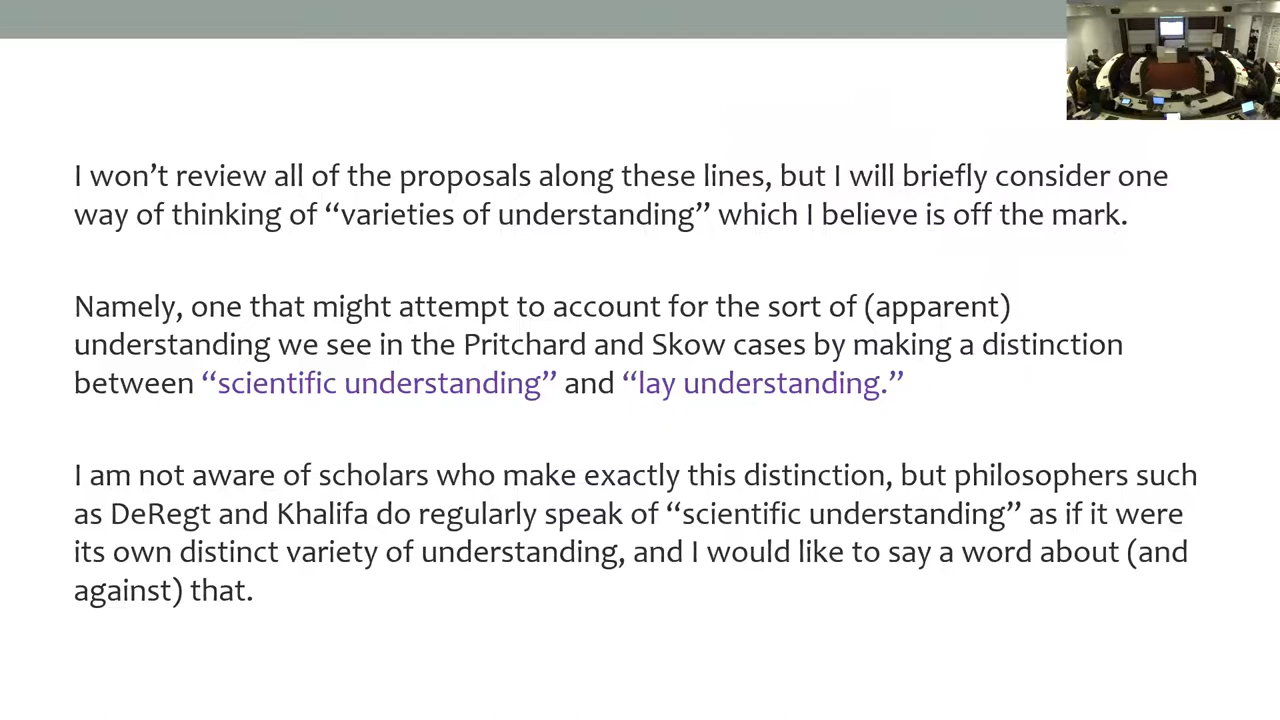 I won’t review all of the proposals along these lines, but I will briefly consider one
way of thinking of “varieties of understanding” which I believe is off the mark.
Namely, one that might attempt to account for the sort of (apparent)
understanding we see in the Pritchard and Skow cases by making a distinction
between “scientific understanding” and “lay understanding.”
I am not aware of scholars who make exactly this distinction, but philosophers such
as DeRegt and Khalifa do regularly speak of “scientific understanding” as if it were
its own distinct variety of understanding, and I would like to say a word about (and
against) that.